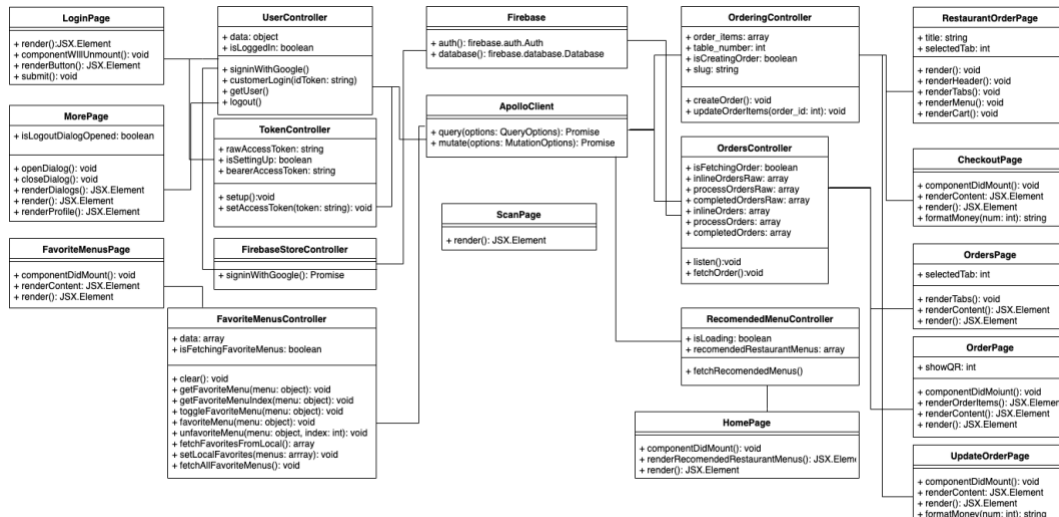 LoginPage
+ render():JSX.Element
+ componentWillUnmount(): void
+ renderButton(): JSX.Element
+ submit(): void
MorePage
+ isLogoutDialogOpened: boolean
+ openDialog(): void
+ closeDialog(): void
+ renderDialogs(): JSX.Element
+ render(): JSX.Element
+ renderProfile(): JSX.Element
FavoriteMenusPage
+ componentDidMount(): void
+ renderContent: JSX.Element
+ render(): JSX.Element
UserController
+ data: object
+ isLoggedIn: boolean
+ signinWithGoogle()
+ customerLogin(idToken: string)
+ getUser()
+ logout()
TokenController
+ rawAccessToken: string
+ isSettingUp: boolean
+ bearerAccessToken: string
+ setup():void
+ setAccessToken(token: string): void
FirebaseStoreController
+ signinWithGoogle(): Promise
FavoriteMenusController
+ data: array
+ isFetchingFavoriteMenus: boolean
+ clear(): void
+ getFavoriteMenu(menu: object): void
+ getFavoriteMenuIndex(menu: object): void
+ toggleFavoriteMenu(menu: object): void
+ favoriteMenu(menu: object): void
+ unfavoriteMenu(menu: object, index: int): void
+ fetchFavoritesFromLocal(): array
+ setLocalFavorites(menus: arrray): void
+ fetchAllFavoriteMenus(): void
Firebase
+ auth(): firebase.auth.Auth
+ database(): firebase.database.Database
ApolloClient
+ query(options: QueryOptions): Promise
+ mutate(options: MutationOptions): Promise
ScanPage
+ render(): JSX.Element
OrderingController
+ order_items: array
+ table_number: int
+ isCreatingOrder: boolean
+ slug: string
+ createOrder(): void
+ updateOrderItems(order_id: int): void
OrdersController
+ isFetchingOrder: boolean
+ inlineOrdersRaw: array
+ processOrdersRaw: array
+ completedOrdersRaw: array
+ inlineOrders: array
+ processOrders: array
+ completedOrders: array
+ listen():void
+ fetchOrder():void
RecomendedMenuController
+ isLoading: boolean
+ recomendedRestaurantMenus: array
+ fetchRecomendedMenus()
HomePage
+ componentDidMount(): void
+ renderRecomendedRestaurantMenus(): JSX.Eleme
+ render(): JSX.Element
RestaurantOrderPage
+ title: string
+ selectedTab: int
+ render(): void
+ renderHeader(): void
+ renderTabs(): void
+ renderMenu(): void
+ renderCart(): void
CheckoutPage
+ componentDidMount(): void
+ renderContent: JSX.Element
+ render(): JSX.Element
+ formatMoney(num: int): string
OrdersPage
+ selectedTab: int
+ renderTabs(): void
+ renderContent(): JSX.Element
+ render(): JSX.Element
OrderPage
+ showQR: int
+ componentDidMoiunt(): void
+ renderOrderItems(): JSX.Elemen
+ renderContent(): JSX.Element
+ render(): JSX.Element
UpdateOrderPage
+ componentDidMount(): void
+ renderContent: JSX.Element
+ render(): JSX.Element
+ formatMoney(num: int): string